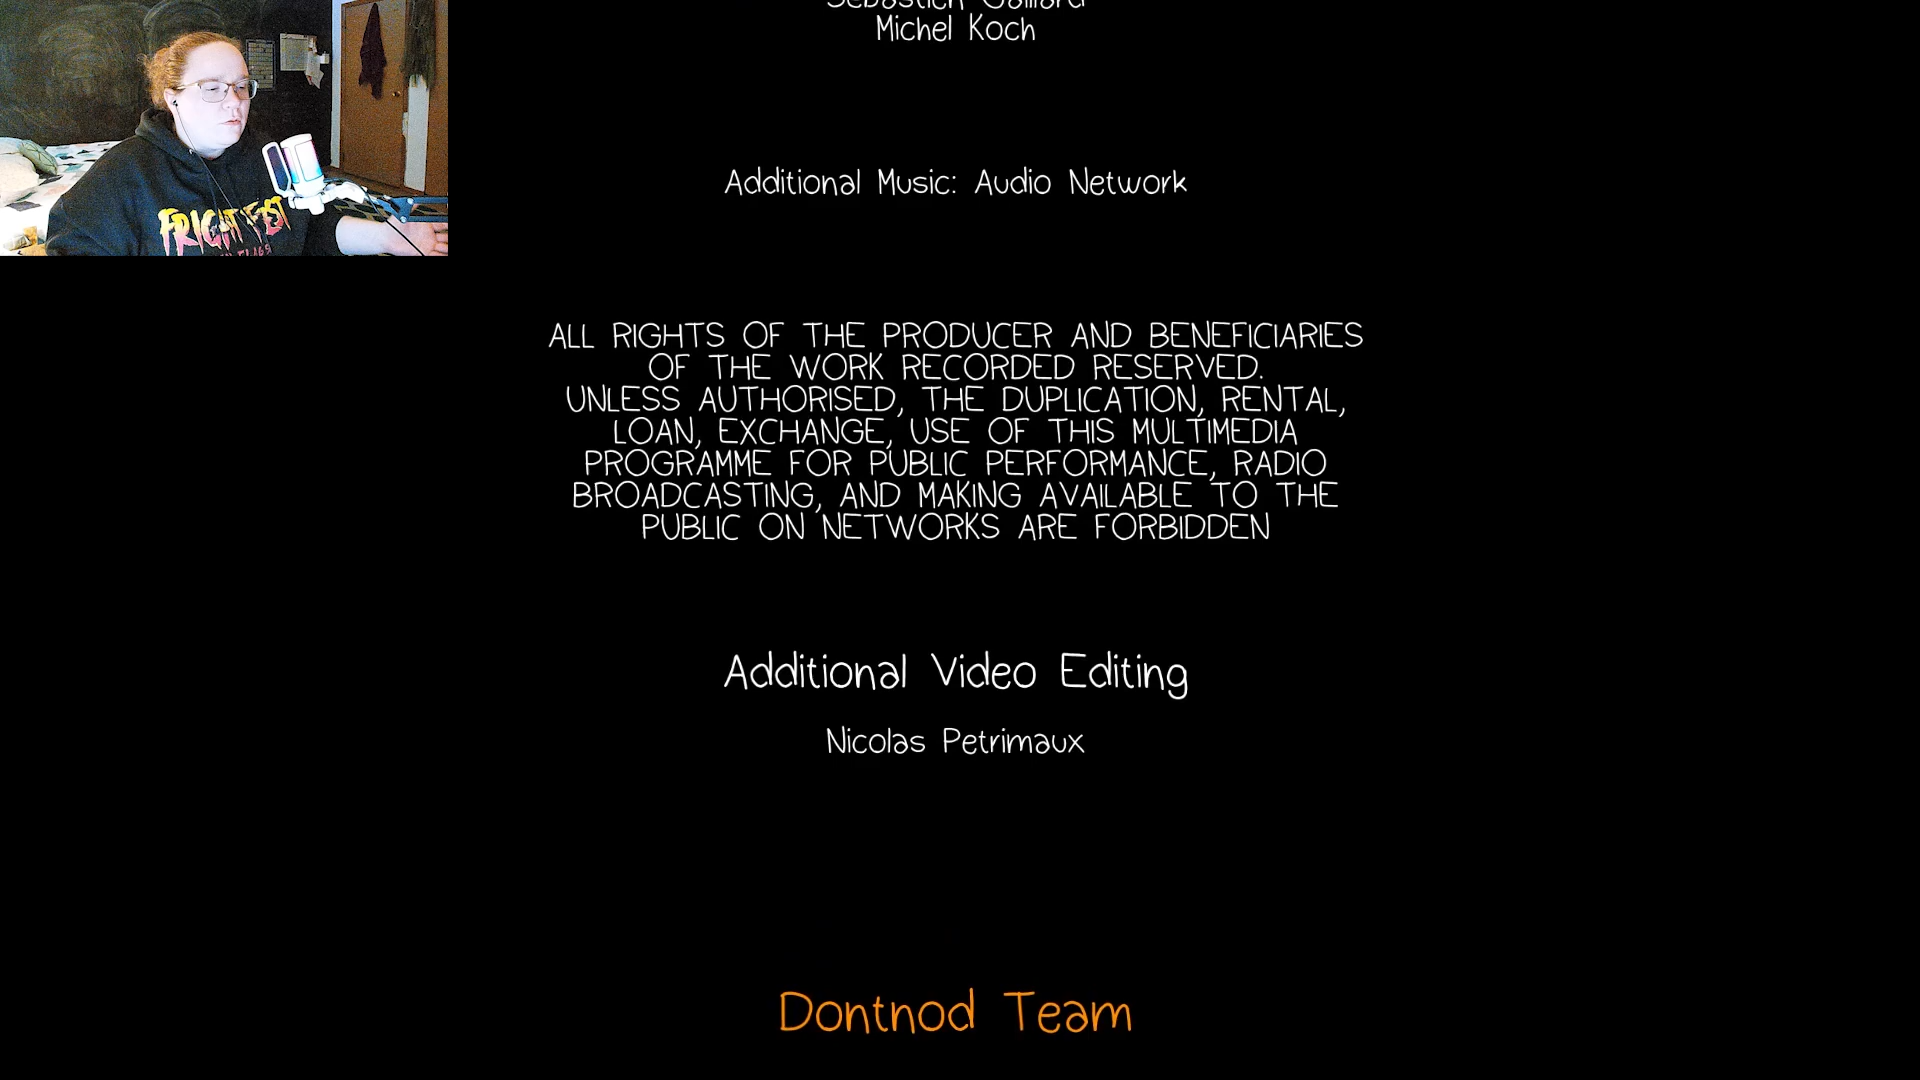 Michel Koch
Additional Music: Audio Network
FRIGHT FEST
ALL RIGHTS OF THE PRODUCER AND BENEFICIARIES
OF THE WORK RECORDED RESERVED.
UNLESS AUTHORISED, THE DUPLICATION, RENTAL,
LOAN, EXCHANGE, USE OF THIS MULTIMEDIA
PROGRAMME FOR PUBLIC PERFORMANCE, RADIO
BROADCASTING, AND MAKING AVAILABLE TO THE
PUBLIC ON NETWORKS ARE FORBIDDEN
Additional Video Editing
Nicolas Petrimaux
Dontnod Team